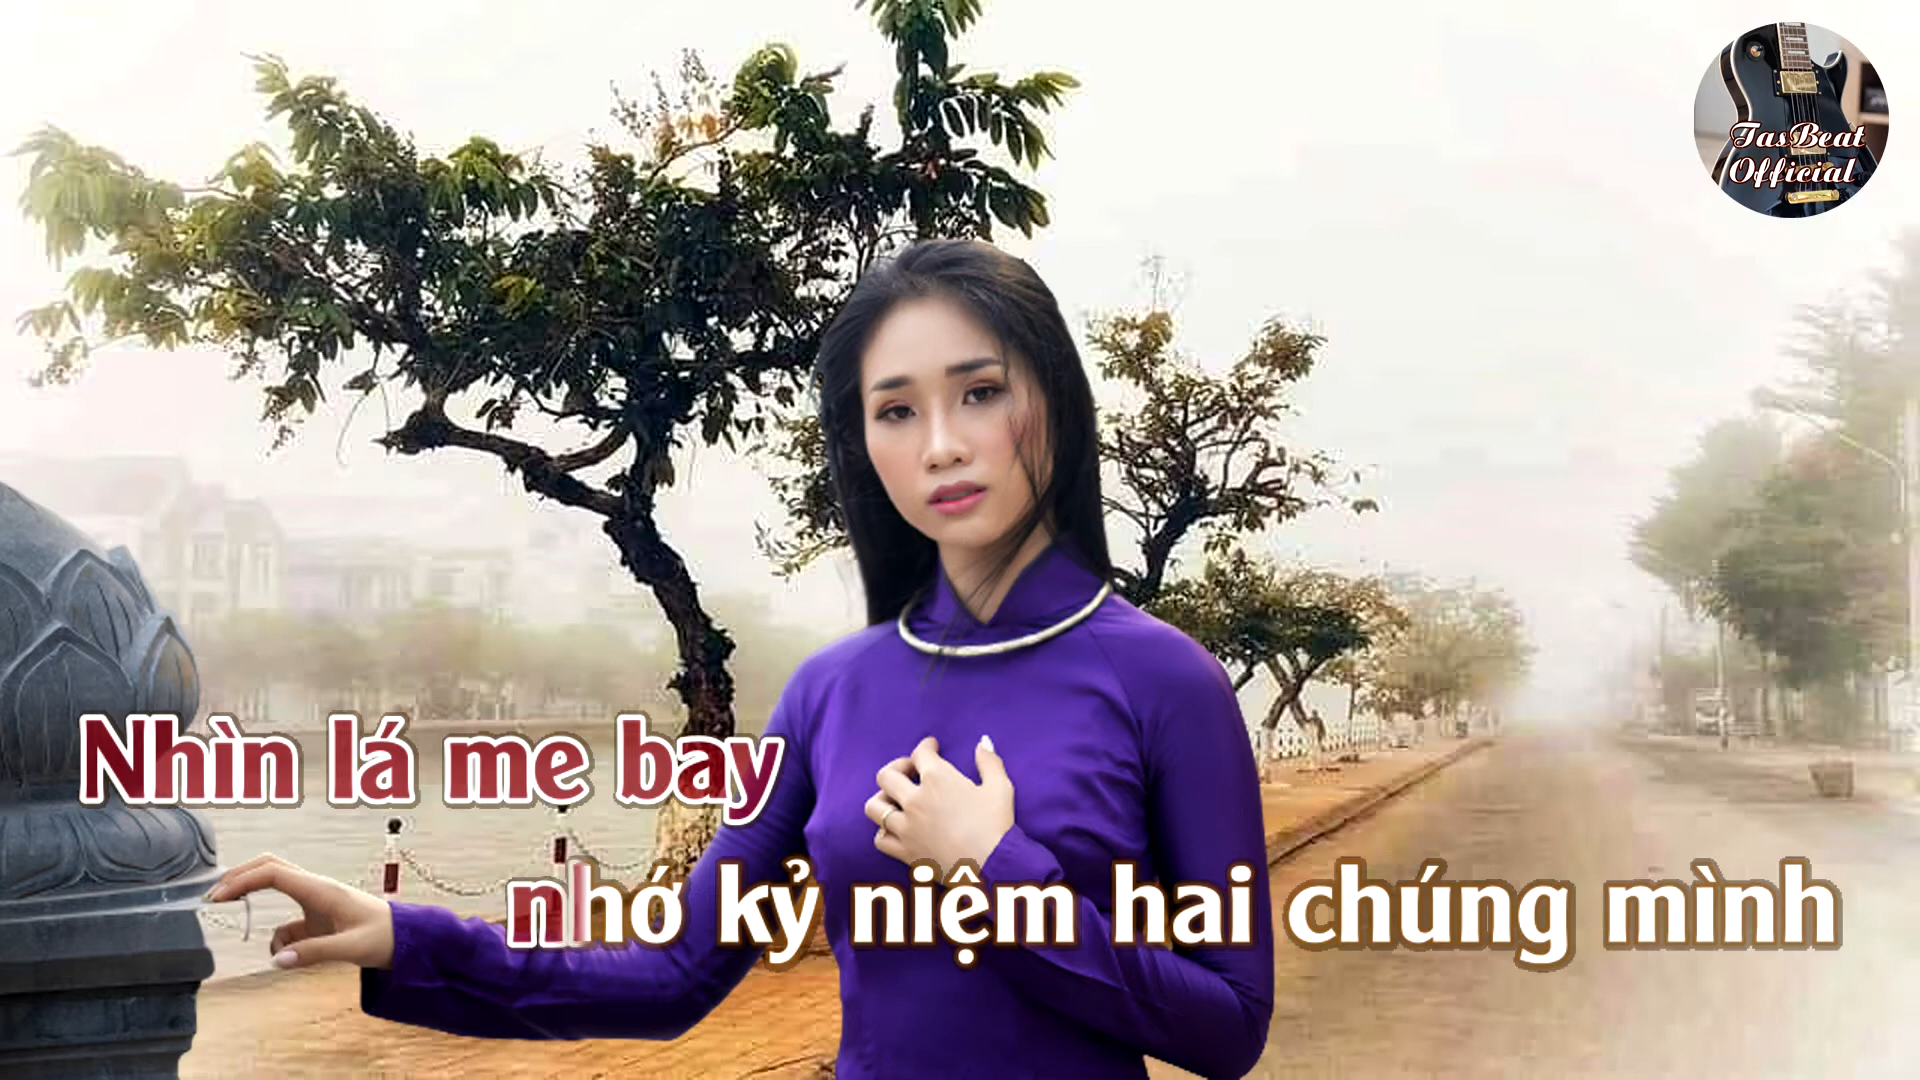 TasBeat
Official
Nhìn lá me bay
nhớ kỷ niệm hai chúng mình